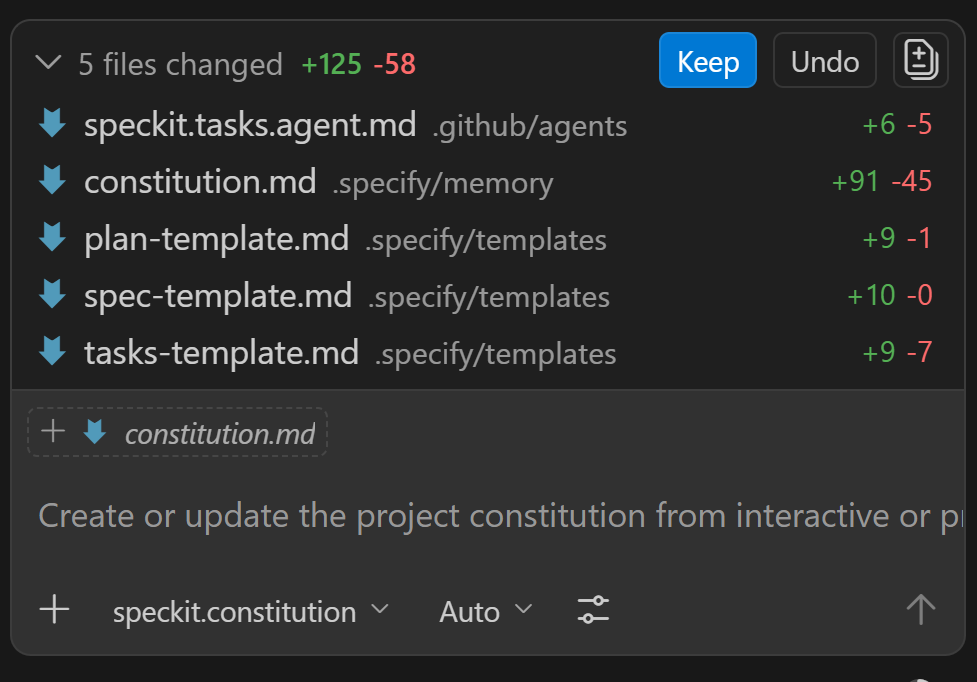 5 files changed +125 -58 Keep Undo
speckit.tasks.agent.md .github/agents +6 -5
constitution.md .specify/memory +91 -45
plan-template.md .specify/templates +9 -1
spec-template.md .specify/templates +10 -0
tasks-template.md .specify/templates +9 -7
constitution.md
Create or update the project constitution from interactive or
speckit.constitution Auto